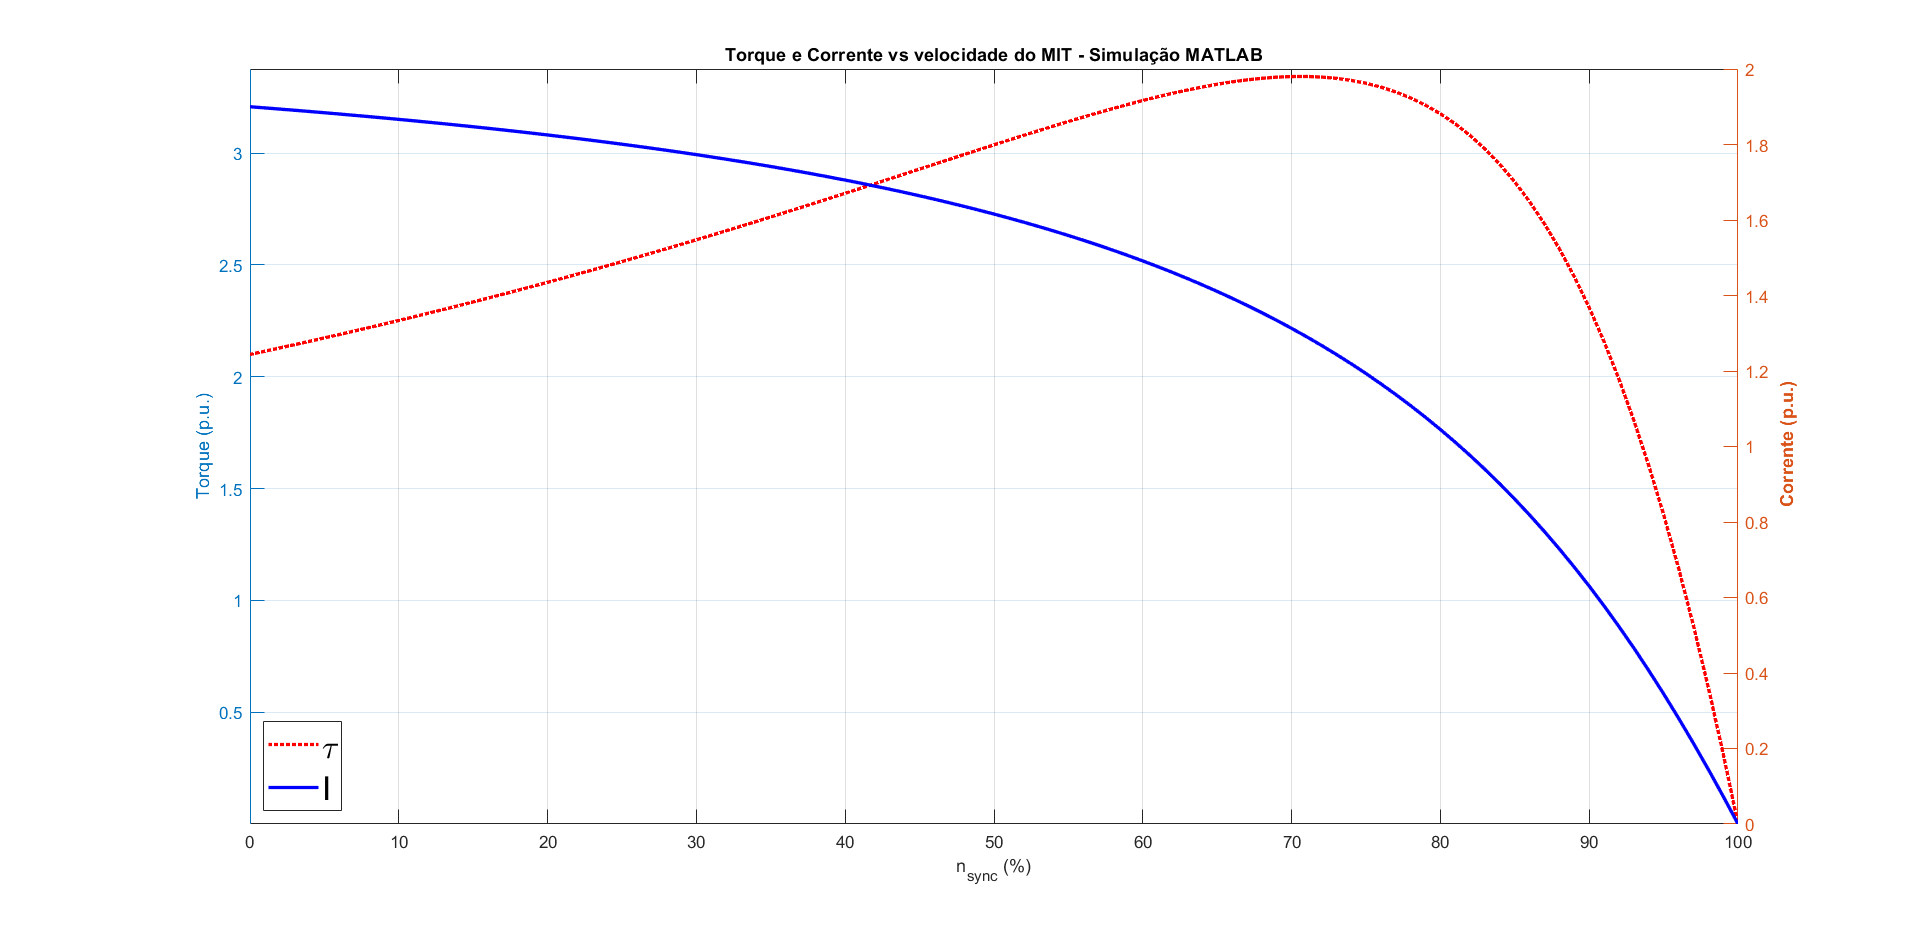 Torque e Corrente vs velocidade do MIT - Simulação MATLAB
Torque (p.u.)
3
2.5
2
1.5
1
0.5
2
1.8
1.6
1.4
1.2
1
0.8
0.6
0.4
0.2
0
Corrente (p.u.)
τ
I
0 10 20 30 40 50 60 70 80 90 100
n_sync (%)